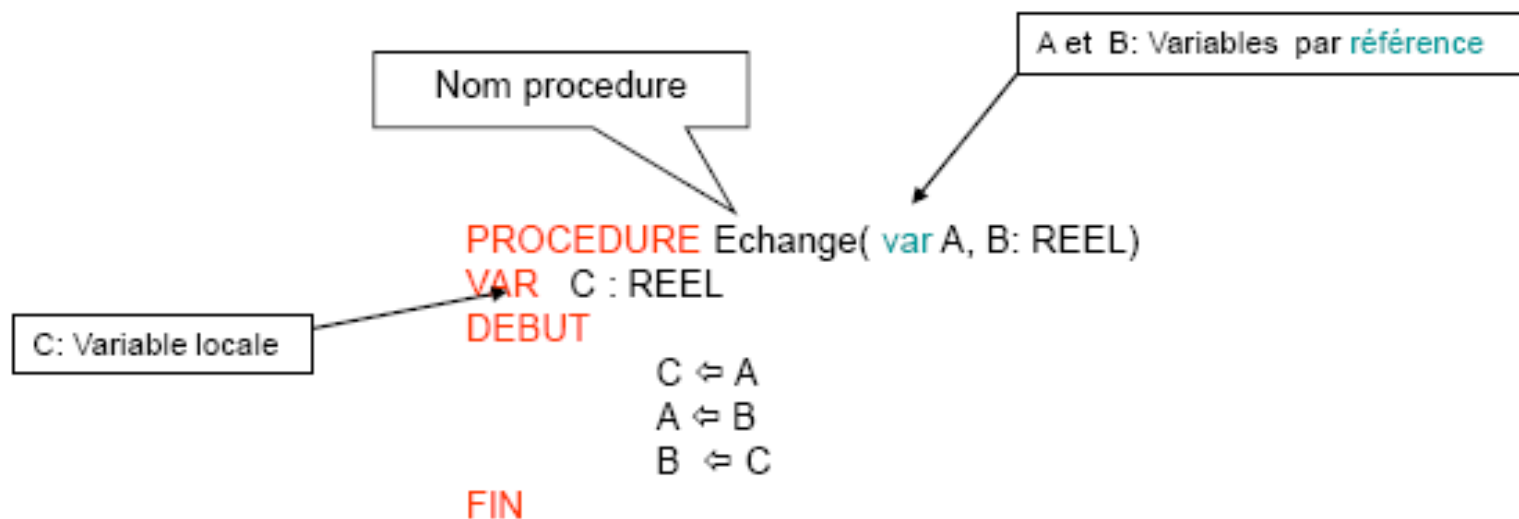 A et B: Variables par référence
Nom procedure
PROCEDURE Echange( var A, B: REEL)
VAR C : REEL
C: Variable locale
DEBUT
C ⇐ A
A ⇐ B
B ⇐ C
FIN